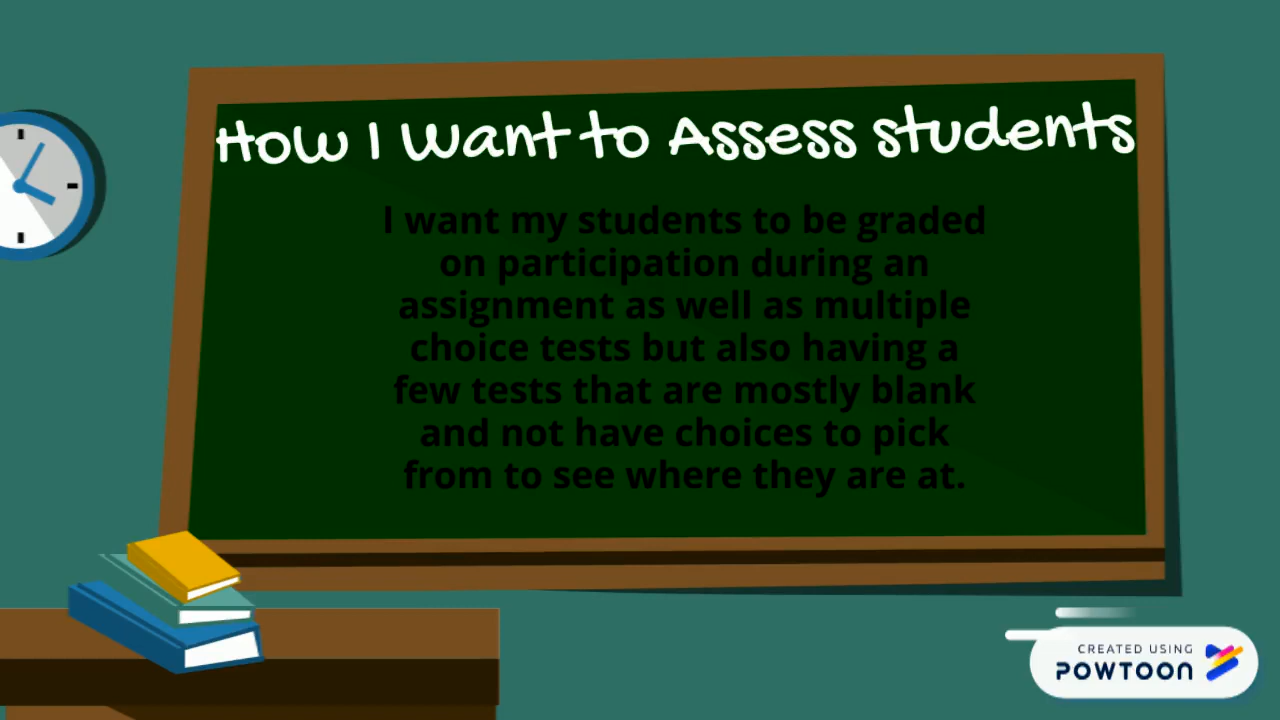 How I Want to Assess students
I want my students to be graded
on participation during an
assignment as well as multiple
choice tests but also having a
few tests that are mostly blank
and not have choices to pick
from to see where they are at.
CREATED USING
POWTOON